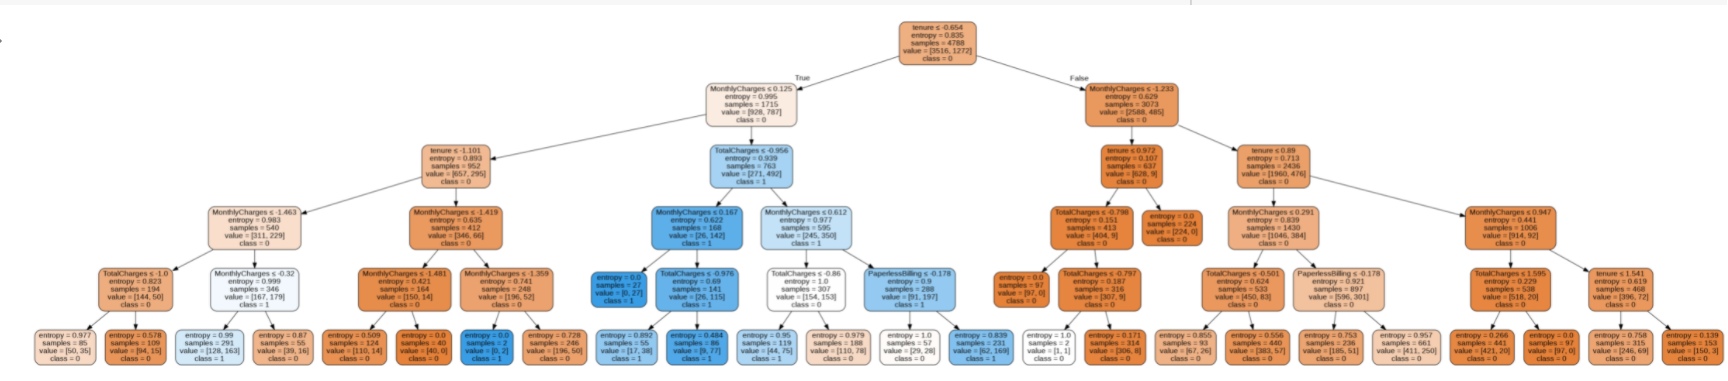 tenure ≤ -0.654
entropy = 0.835
samples = 4788
value = [3516, 1272]
class = 0
True
False
MonthlyCharges ≤ 0.125
entropy = 0.995
samples = 1715
value = [928, 787]
class = 0
MonthlyCharges ≤ -1.233
entropy = 0.629
samples = 3073
value = [2588, 485]
class = 0
tenure ≤ -1.101
entropy = 0.893
samples = 952
value = [657, 295]
class = 0
TotalCharges ≤ -0.956
entropy = 0.939
samples = 763
value = [271, 492]
class = 1
tenure ≤ 0.972
entropy = 0.107
samples = 637
value = [628, 9]
class = 0
tenure ≤ 0.89
entropy = 0.713
samples = 2436
value = [1960, 476]
class = 0
MonthlyCharges ≤ -1.463
entropy = 0.983
samples = 540
value = [311, 229]
class = 0
MonthlyCharges ≤ -1.419
entropy = 0.635
samples = 412
value = [346, 66]
class = 0
MonthlyCharges ≤ 0.167
entropy = 0.622
samples = 168
value = [26, 142]
class = 1
MonthlyCharges ≤ 0.612
entropy = 0.977
samples = 595
value = [245, 350]
class = 1
TotalCharges ≤ -0.798
entropy = 0.151
samples = 413
value = [404, 9]
class = 0
entropy = 0.0
samples = 224
value = [224, 0]
class = 0
MonthlyCharges ≤ 0.291
entropy = 0.839
samples = 1430
value = [1046, 384]
class = 0
MonthlyCharges ≤ 0.947
entropy = 0.441
samples = 1006
value = [914, 92]
class = 0
TotalCharges ≤ -1.0
entropy = 0.823
samples = 194
value = [144, 50]
class = 0
MonthlyCharges ≤ -0.32
entropy = 0.999
samples = 346
value = [167, 179]
class = 1
MonthlyCharges ≤ -1.481
entropy = 0.421
samples = 164
value = [150, 14]
class = 0
MonthlyCharges ≤ -1.359
entropy = 0.741
samples = 248
value = [196, 52]
class = 0
entropy = 0.0
samples = 27
value = [0, 27]
class = 1
TotalCharges ≤ -0.976
entropy = 0.69
samples = 141
value = [26, 115]
class = 1
TotalCharges ≤ -0.86
entropy = 1.0
samples = 307
value = [154, 153]
class = 0
PaperlessBilling ≤ -0.178
entropy = 0.9
samples = 288
value = [91, 197]
class = 1
entropy = 0.0
samples = 97
value = [97, 0]
class = 0
TotalCharges ≤ -0.797
entropy = 0.187
samples = 316
value = [307, 9]
class = 0
TotalCharges ≤ -0.501
entropy = 0.624
samples = 533
value = [450, 83]
class = 0
PaperlessBilling ≤ -0.178
entropy = 0.921
samples = 897
value = [596, 301]
class = 0
TotalCharges ≤ 1.595
entropy = 0.229
samples = 538
value = [518, 20]
class = 0
tenure ≤ 1.541
entropy = 0.619
samples = 468
value = [396, 72]
class = 0
entropy = 0.977
samples = 85
value = [50, 35]
class = 0
entropy = 0.578
samples = 109
value = [94, 15]
class = 0
entropy = 0.99
samples = 291
value = [128, 163]
class = 1
entropy = 0.87
samples = 55
value = [39, 16]
class = 0
entropy = 0.509
samples = 124
value = [110, 14]
class = 0
entropy = 0.0
samples = 40
value = [40, 0]
class = 0
entropy = 0.0
samples = 2
value = [0, 2]
class = 1
entropy = 0.728
samples = 246
value = [196, 50]
class = 0
entropy = 0.892
samples = 55
value = [17, 38]
class = 1
entropy = 0.484
samples = 86
value = [9, 77]
class = 1
entropy = 0.95
samples = 119
value = [44, 75]
class = 1
entropy = 0.979
samples = 188
value = [110, 78]
class = 0
entropy = 1.0
samples = 57
value = [29, 28]
class = 0
entropy = 0.839
samples = 231
value = [62, 169]
class = 1
entropy = 1.0
samples = 2
value = [1, 1]
class = 0
entropy = 0.171
samples = 314
value = [306, 8]
class = 0
entropy = 0.855
samples = 93
value = [67, 26]
class = 0
entropy = 0.556
samples = 440
value = [383, 57]
class = 0
entropy = 0.753
samples = 236
value = [185, 51]
class = 0
entropy = 0.957
samples = 661
value = [411, 250]
class = 0
entropy = 0.266
samples = 441
value = [421, 20]
class = 0
entropy = 0.0
samples = 97
value = [97, 0]
class = 0
entropy = 0.758
samples = 315
value = [246, 69]
class = 0
entropy = 0.139
samples = 153
value = [150, 3]
class = 0